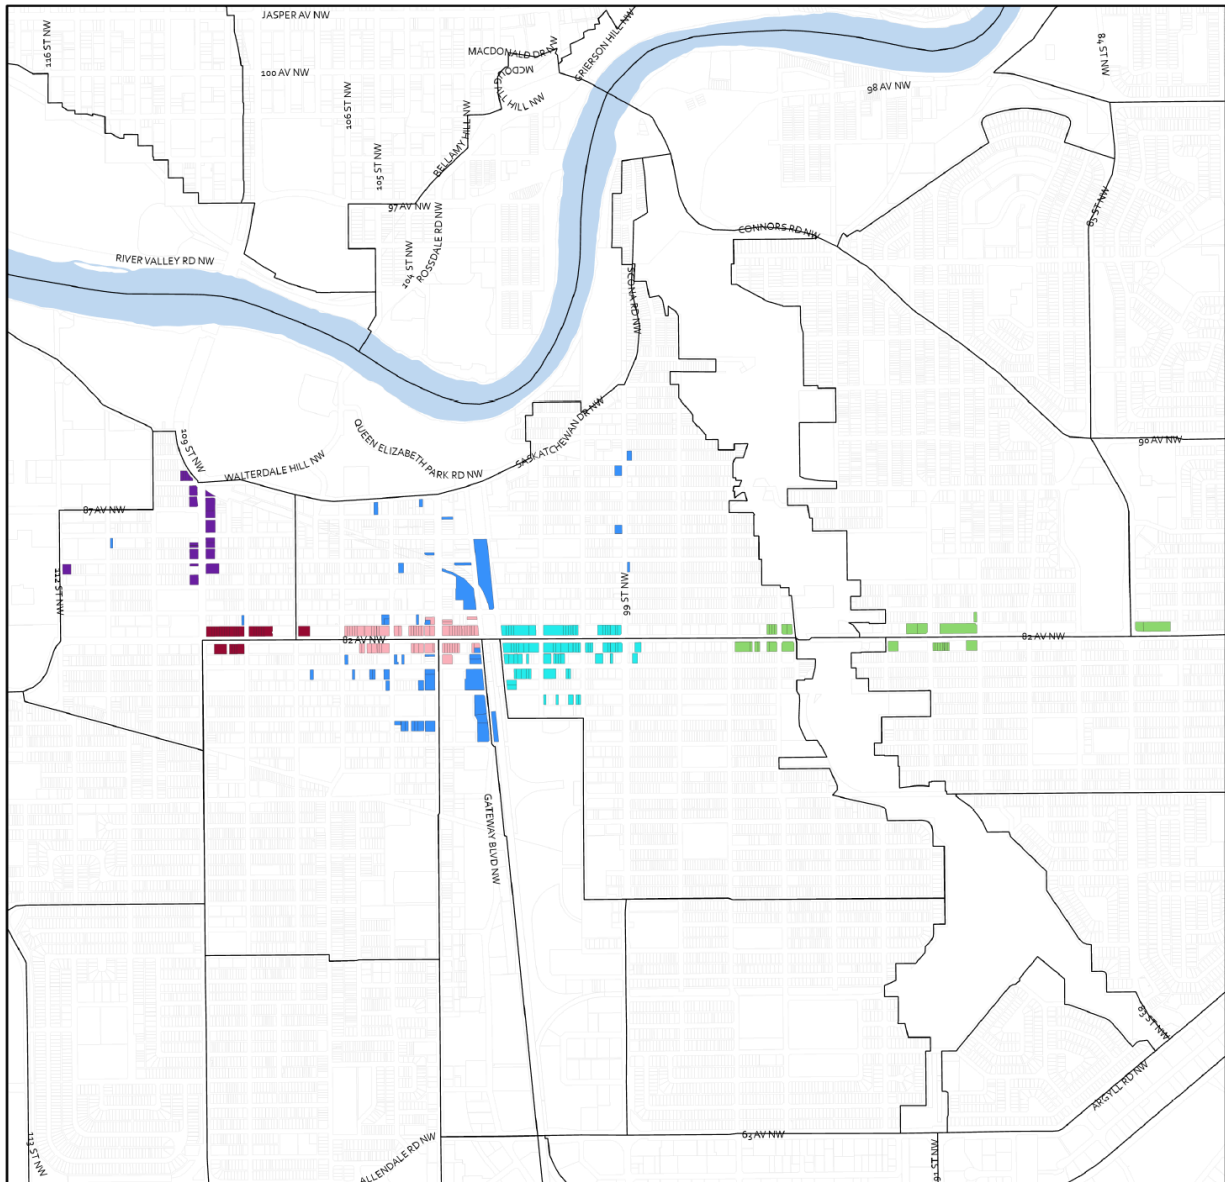 JASPER AV NW
116 ST NW
MACDONALD DR NW
GRIERSON HILL NW
84 ST NW
100 AV NW
MCDOUGALL HILL NW
98 AV NW
106 ST NW
BELLAMY HILL NW
105 ST NW
97 AV NW
85 ST NW
ROSSDALE RD NW
CONNORS RD NW
104 ST NW
RIVER VALLEY RD NW
SCONA RD NW
109 ST NW
QUEEN ELIZABETH PARK RD NW
SASKATCHEWAN DR NW
90 AV NW
WALTERDALE HILL NW
87 AV NW
112 ST NW
99 ST NW
82 AV NW
82 AV NW
GATEWAY BLVD NW
83 ST NW
ARGYLL RD NW
63 AV NW
113 ST NW
ALLENDALE RD NW
91 ST NW